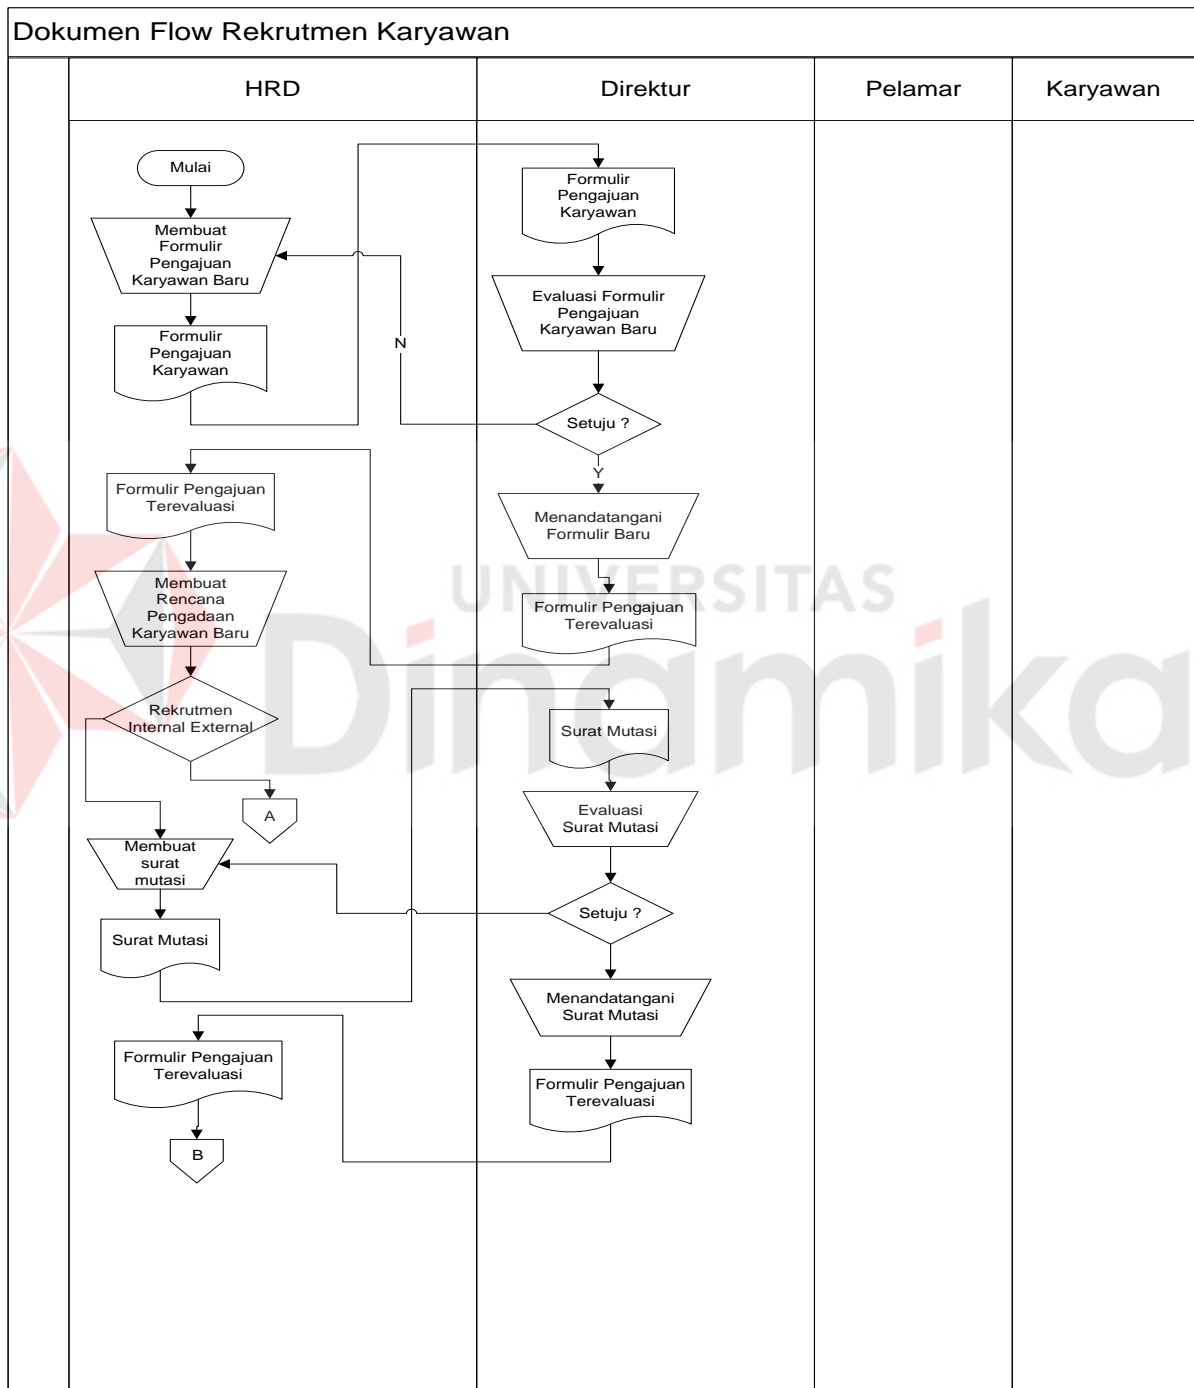 Dokumen Flow Rekrutmen Karyawan
HRD
Direktur
Pelamar
Karyawan
Mulai
Membuat
Formulir
Pengajuan
Karyawan Baru
Formulir
Pengajuan
Karyawan
Formulir
Pengajuan
Karyawan
Evaluasi Formulir
Pengajuan
Karyawan Baru
N
Setuju ?
Y
Menandatangani
Formulir Baru
Formulir Pengajuan
Terevaluasi
Formulir Pengajuan
Terevaluasi
Membuat
Rencana
Pengadaan
Karyawan Baru
Rekrutmen
Internal External
A
Membuat
surat
mutasi
Surat Mutasi
Surat Mutasi
Evaluasi
Surat Mutasi
Setuju ?
Menandatangani
Surat Mutasi
Formulir Pengajuan
Terevaluasi
Formulir Pengajuan
Terevaluasi
B
UNIVERSITAS
Dinamika